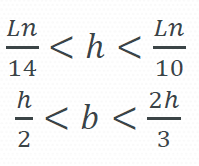 Ln/14 < h < Ln/10
h/2 < b < 2h/3